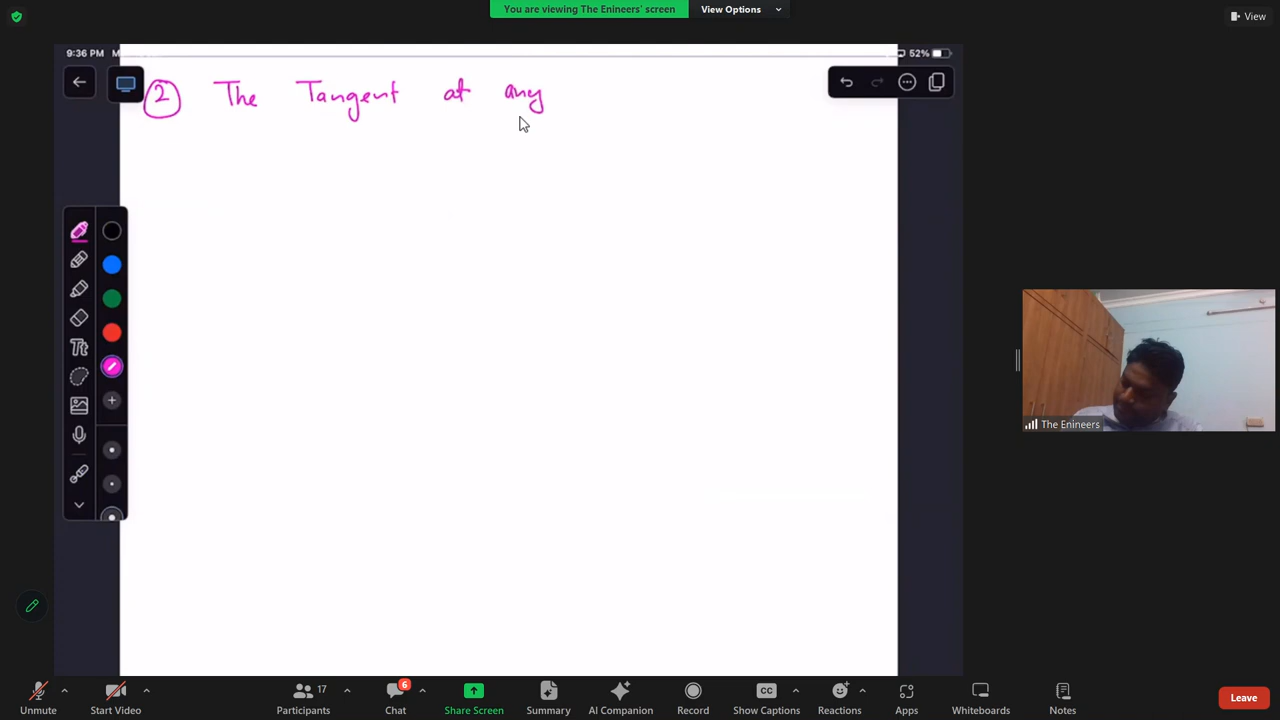 You are viewing The Enineers' screen
View Options
View
9:36 PM
52%
2 The Tangent at any
Tt
The Enineers
17
6
Unmute
Start Video
Participants
Chat
Share Screen
Summary
AI Companion
Record
CC
Show Captions
Reactions
Apps
Whiteboards
Notes
Leave